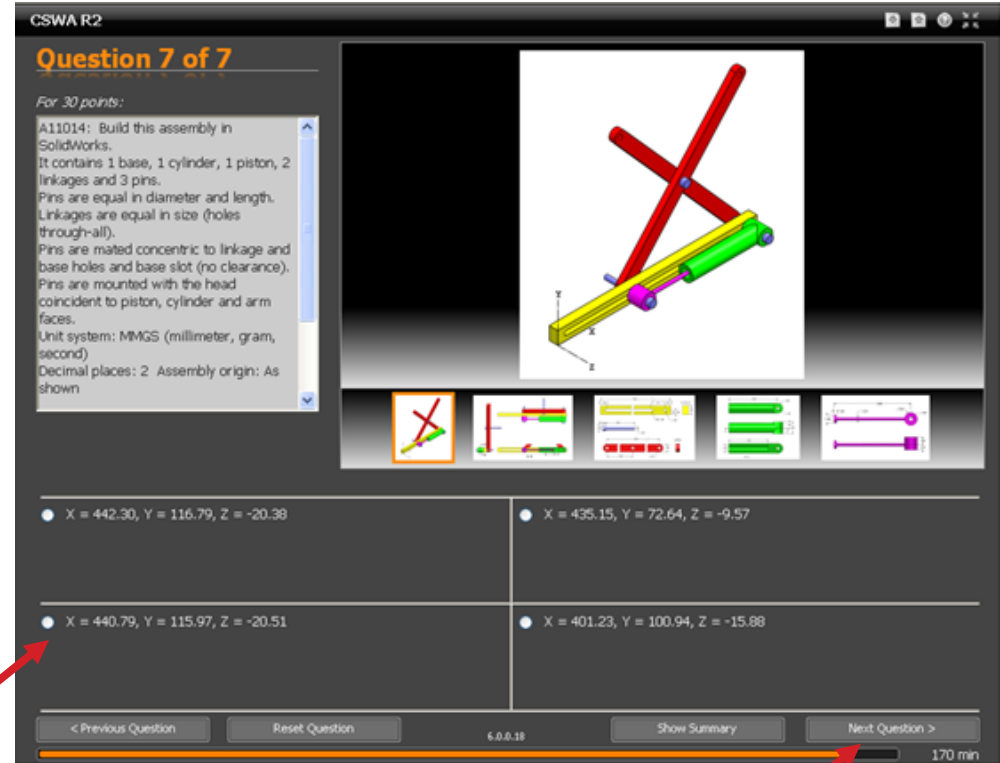 CSWA R2
Question 7 of 7
For 30 points:
A11014: Build this assembly in
SolidWorks.
It contains 1 base, 1 cylinder, 1 piston, 2
linkages and 3 pins.
Pins are equal in diameter and length.
Linkages are equal in size (holes
through-all).
Pins are mated concentric to linkage and
base holes and base slot (no clearance).
Pins are mounted with the head
coincident to piston, cylinder and arm
faces.
Unit system: MMGS (millimeter, gram,
second)
Decimal places: 2 Assembly origin: As
shown
Y
X
Z
X = 442.30, Y = 116.79, Z = -20.38
X = 435.15, Y = 72.64, Z = -9.57
X = 440.79, Y = 115.97, Z = -20.51
X = 401.23, Y = 100.94, Z = -15.88
< Previous Question
Reset Question
6.0.0.18
Show Summary
Next Question >
170 min